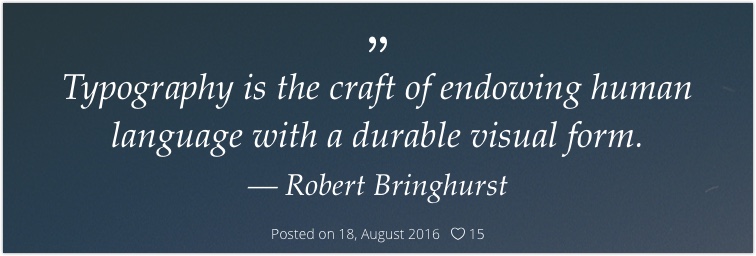 ”
Typography is the craft of endowing human
language with a durable visual form.
— Robert Bringhurst
Posted on 18, August 2016 ♡ 15